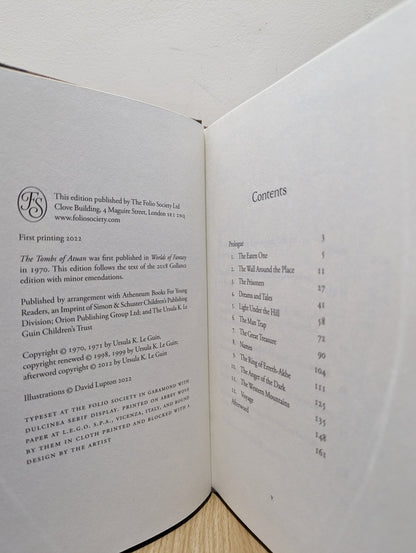 FS
This edition published by The Folio Society Ltd
Clove Building, 4 Maguire Street, London SE1 2NQ
www.foliosociety.com
First printing 2022
The Tombs of Atuan was first published in Worlds of Fantasy
in 1970. This edition follows the text of the 2018 Gollancz
edition with minor emendations.
Published by arrangement with Atheneum Books For Young
Readers, an Imprint of Simon & Schuster Children's Publishing
Division; Orion Publishing Group Ltd; and The Ursula K. Le
Guin Children's Trust
Copyright © 1970, 1971 by Ursula K. Le Guin,
copyright renewed © 1998, 1999 by Ursula K. Le Guin,
afterword copyright © 2012 by Ursula K. Le Guin
Illustrations © David Lupton 2022
TYPESET AT THE FOLIO SOCIETY IN GARAMOND WITH
DULCINEA SERIF DISPLAY. PRINTED ON ABBEY WOVE
PAPER AT L.E.G.O. S.P.A., VICENZA, ITALY, AND BOUND
BY THEM IN CLOTH PRINTED AND BLOCKED WITH A
DESIGN BY THE ARTIST
Contents
Prologue 3
1. The Eaten One 5
2. The Wall Around the Place 11
3. The Prisoners 27
4. Dreams and Tales 41
5. Light Under the Hill 58
6. The Man Trap 72
7. The Great Treasure 90
8. Names 104
9. The Ring of Erreth-Akbe 111
10. The Anger of the Dark 125
11. The Western Mountains 135
12. Voyage 148
Afterword 161
v